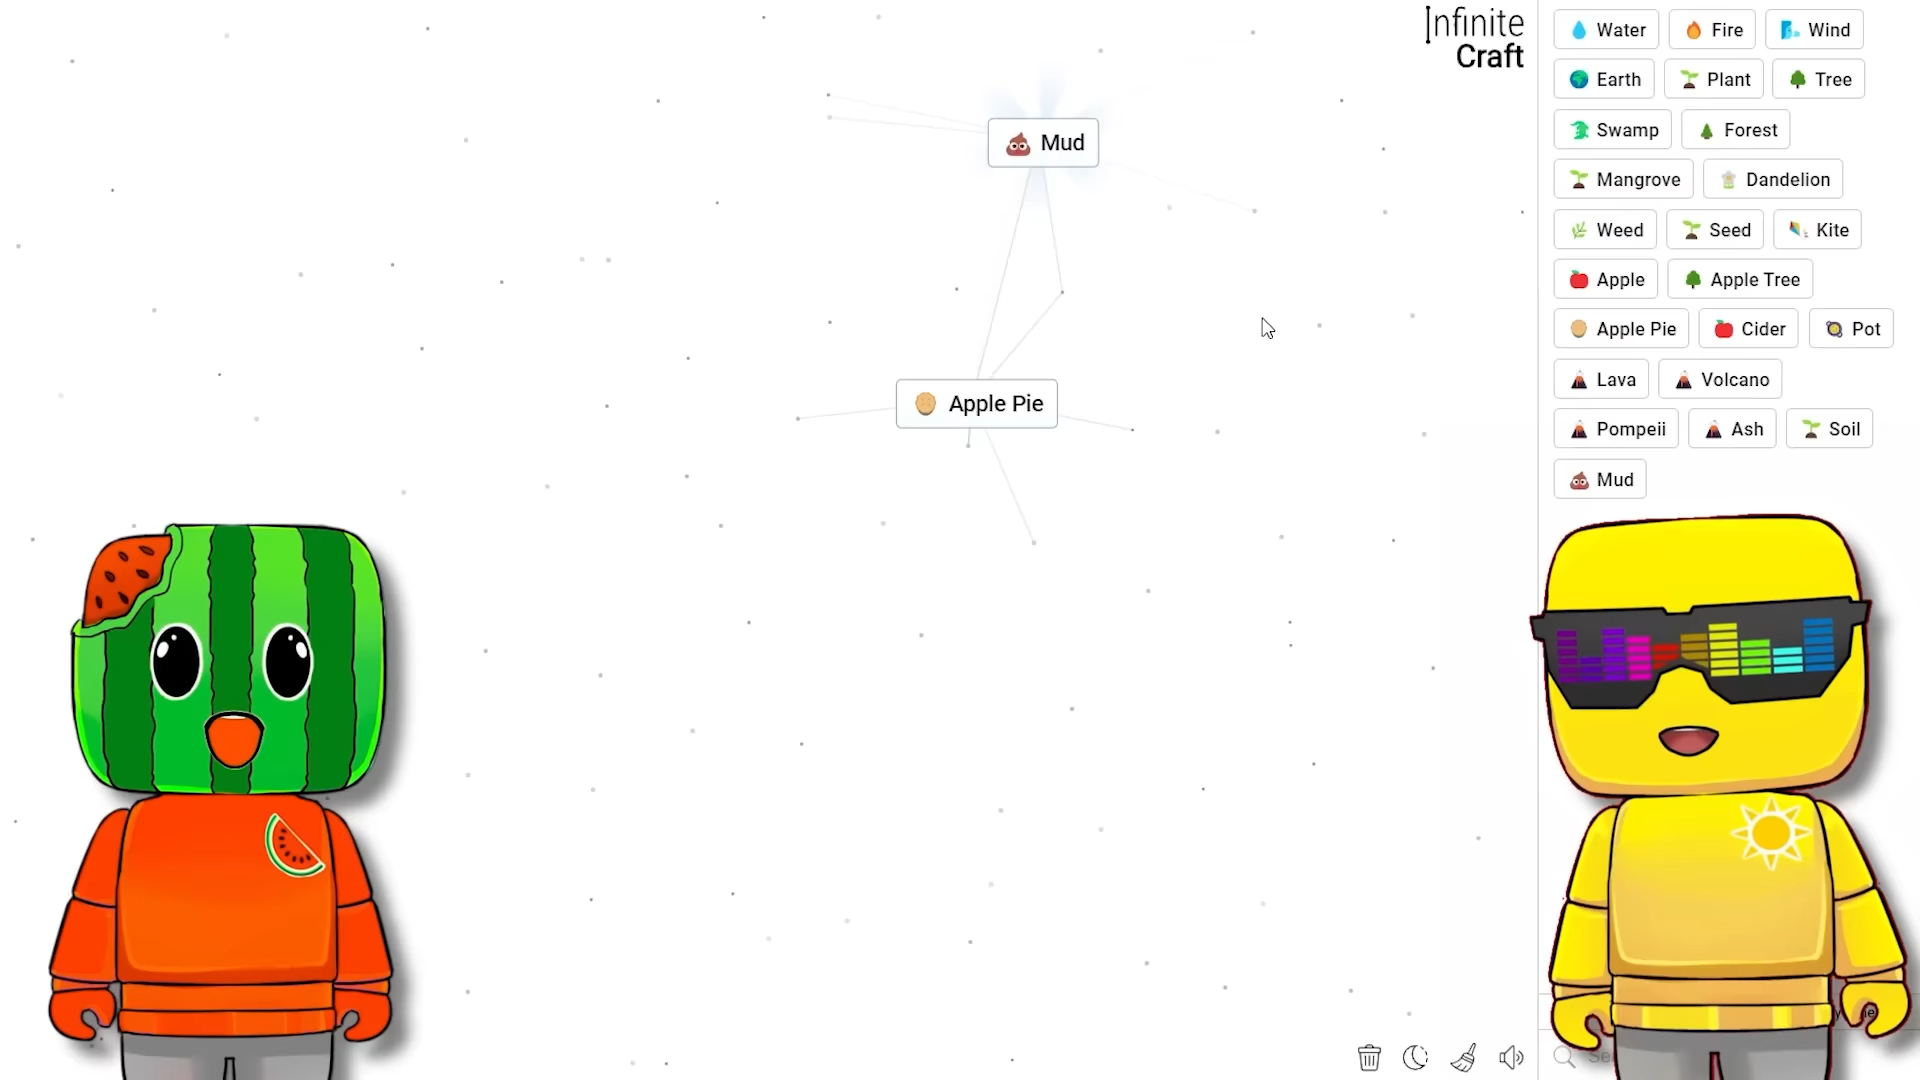 Infinite
Craft
Mud
Apple Pie
Water Fire Wind
Earth Plant Tree
Swamp Forest
Mangrove Dandelion
Weed Seed Kite
Apple Apple Tree
Apple Pie Cider Pot
Lava Volcano
Pompeii Ash Soil
Mud